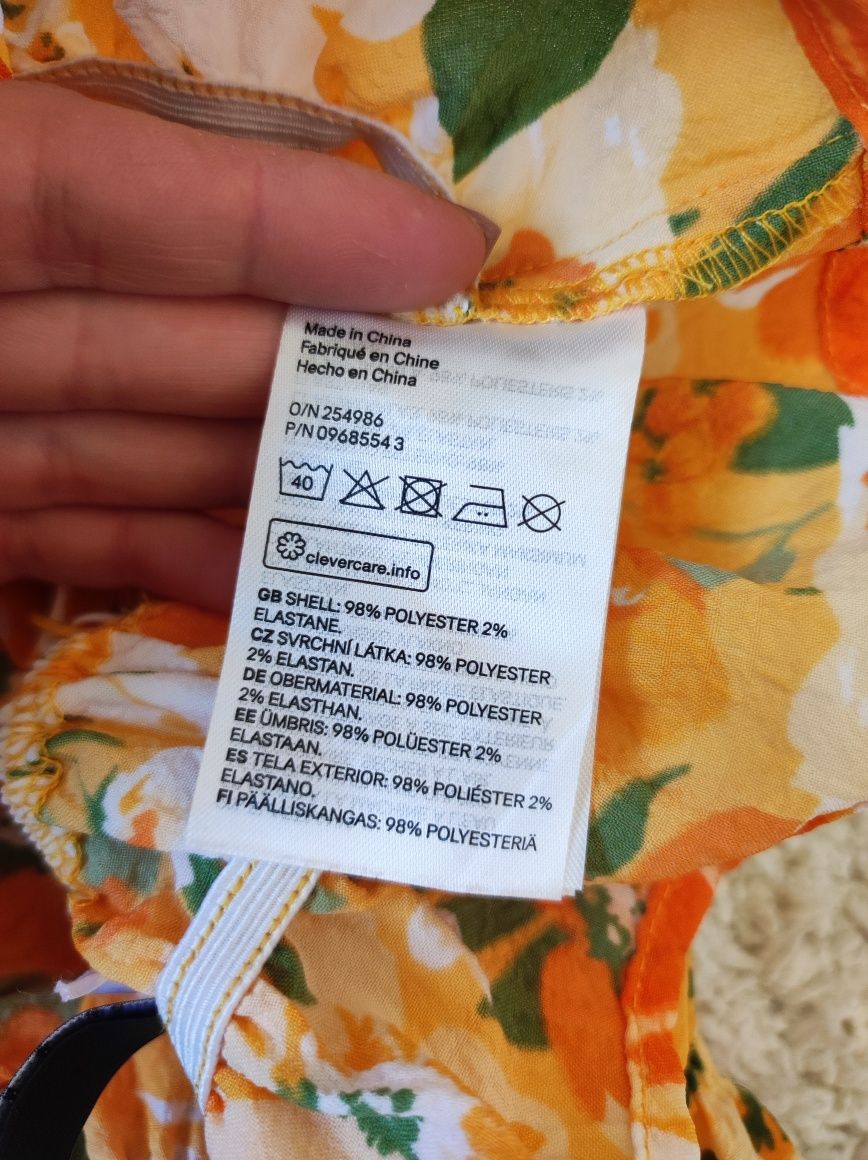 Made in China
Fabriqué en Chine
Hecho en China
O/N 254986
P/N 0968554 3
40
clevercare.info
GB SHELL: 98% POLYESTER 2%
ELASTANE.
CZ SVRCHNÍ LÁTKA: 98% POLYESTER
2% ELASTAN.
DE OBERMATERIAL: 98% POLYESTER
2% ELASTHAN.
EE ÜMBRIS: 98% POLÜESTER 2%
ELASTAAN.
ES TELA EXTERIOR: 98% POLIÉSTER 2%
ELASTANO.
FI PÄÄLLISKANGAS: 98% POLYESTERIÄ